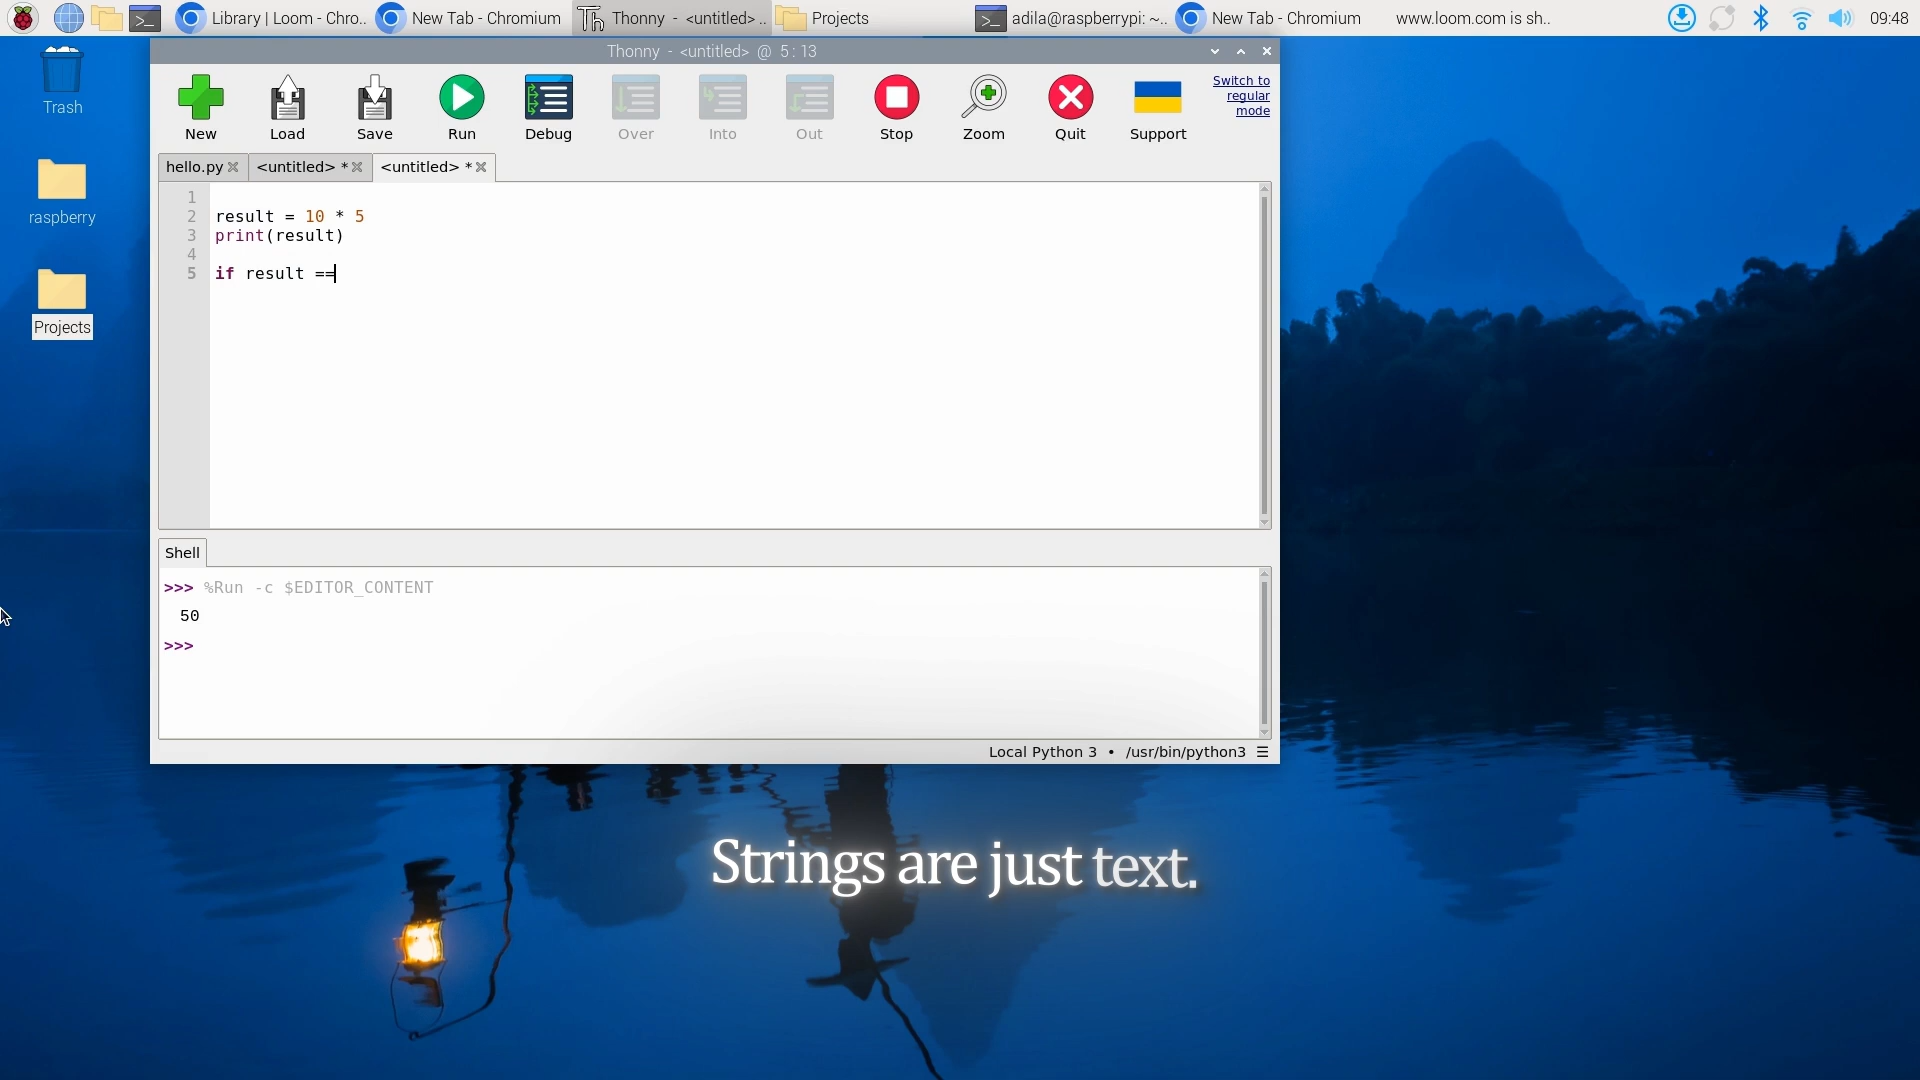 Library | Loom - Chro..
New Tab - Chromium
Thonny - <untitled> ..
Projects
adila@raspberrypi: ~..
New Tab - Chromium
www.loom.com is sh..
09:48
Trash
raspberry
Projects
Thonny - <untitled> @ 5:13
New
Load
Save
Run
Debug
Over
Into
Out
Stop
Zoom
Quit
Support
Switch to
regular
mode
hello.py
<untitled> *
<untitled> *
1
2 result = 10 * 5
3 print(result)
4
5 if result ==
Shell
>>> %Run -c $EDITOR_CONTENT
50
>>>
Local Python 3 • /usr/bin/python3 ☰
Strings are just text.